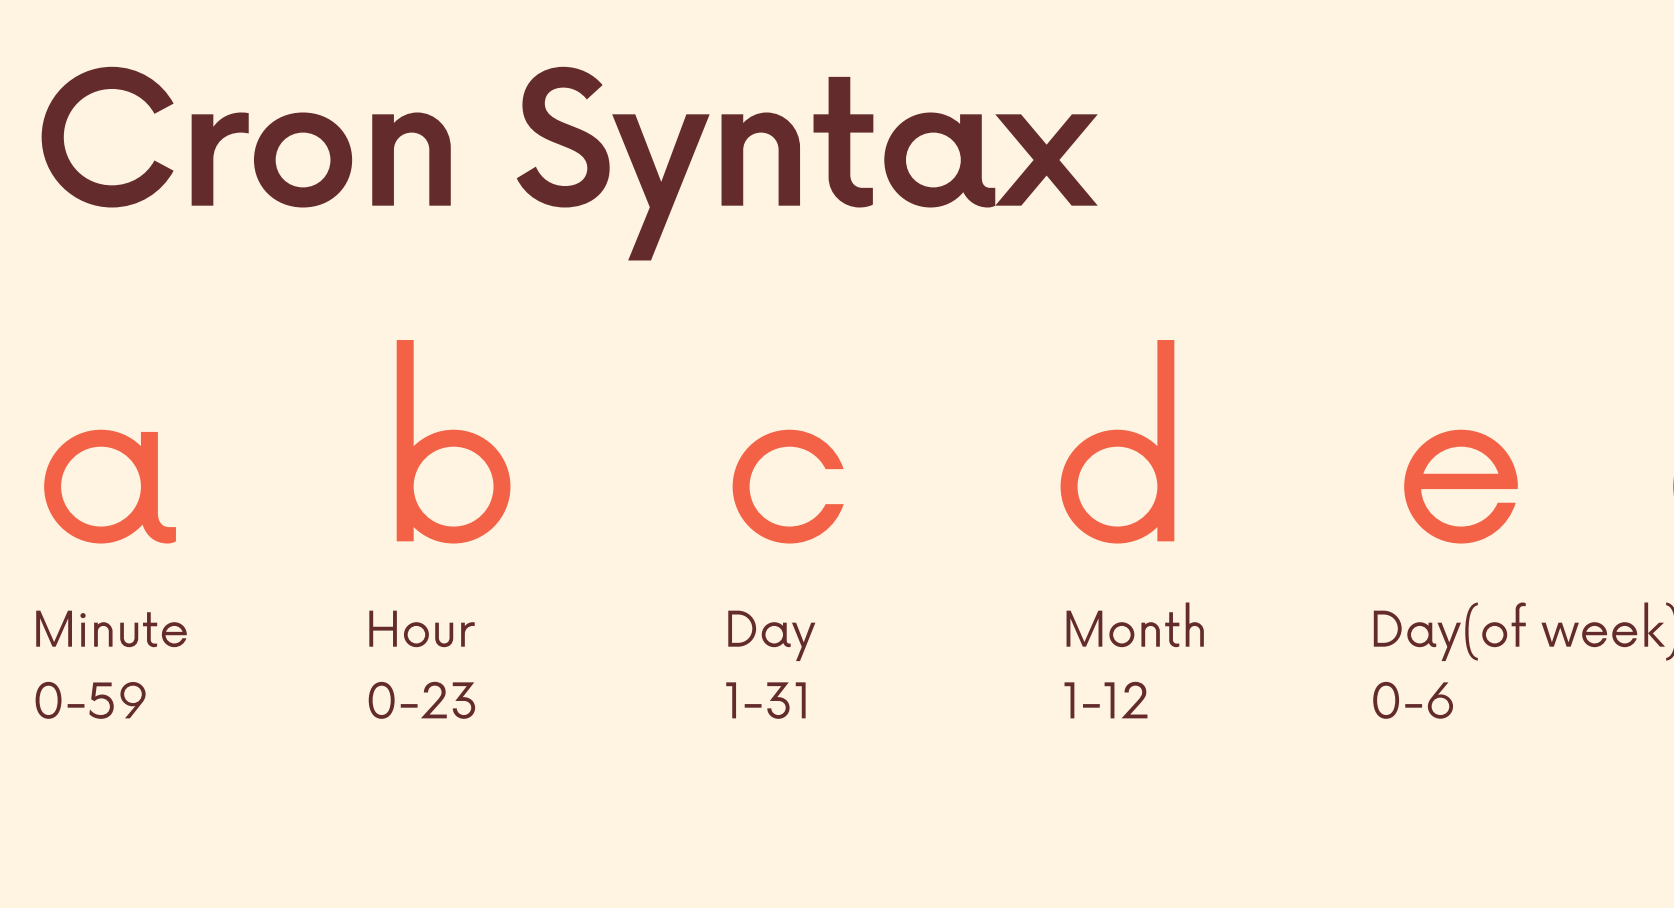 Cron Syntax
a b c d e
Minute Hour Day Month Day(of week)
0-59 0-23 1-31 1-12 0-6